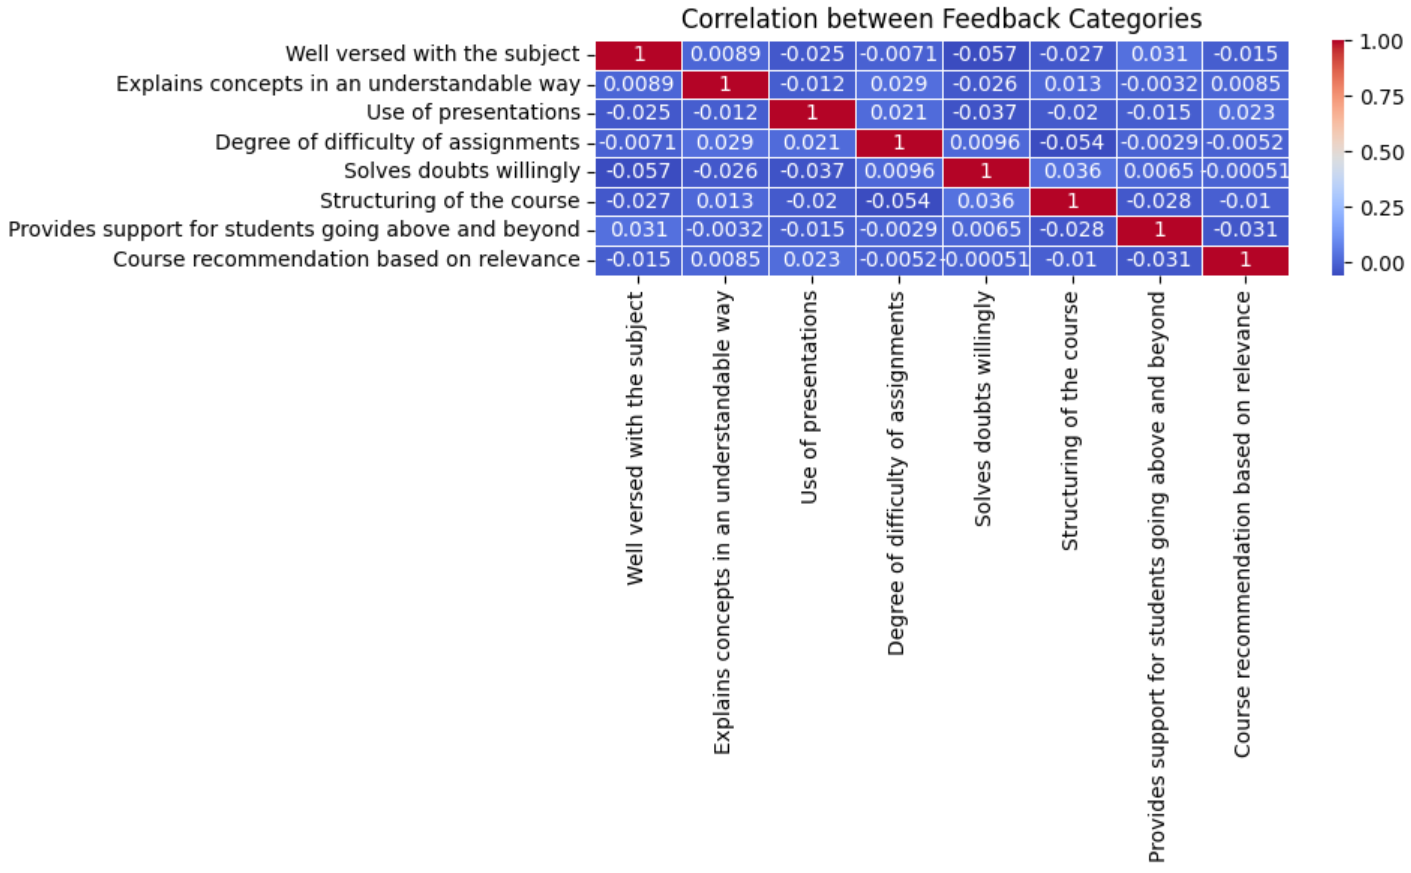 Correlation between Feedback Categories
Well versed with the subject 1 0.0089 -0.025 -0.0071 -0.057 -0.027 0.031 -0.015
Explains concepts in an understandable way 0.0089 1 -0.012 0.029 -0.026 0.013 -0.0032 0.0085
Use of presentations -0.025 -0.012 1 0.021 -0.037 -0.02 -0.015 0.023
Degree of difficulty of assignments -0.0071 0.029 0.021 1 0.0096 -0.054 -0.0029 -0.0052
Solves doubts willingly -0.057 -0.026 -0.037 0.0096 1 0.036 0.0065 -0.00051
Structuring of the course -0.027 0.013 -0.02 -0.054 0.036 1 -0.028 -0.01
Provides support for students going above and beyond 0.031 -0.0032 -0.015 -0.0029 0.0065 -0.028 1 -0.031
Course recommendation based on relevance -0.015 0.0085 0.023 -0.0052 -0.00051 -0.01 -0.031 1
Well versed with the subject
Explains concepts in an understandable way
Use of presentations
Degree of difficulty of assignments
Solves doubts willingly
Structuring of the course
Provides support for students going above and beyond
Course recommendation based on relevance
1.00
0.75
0.50
0.25
0.00